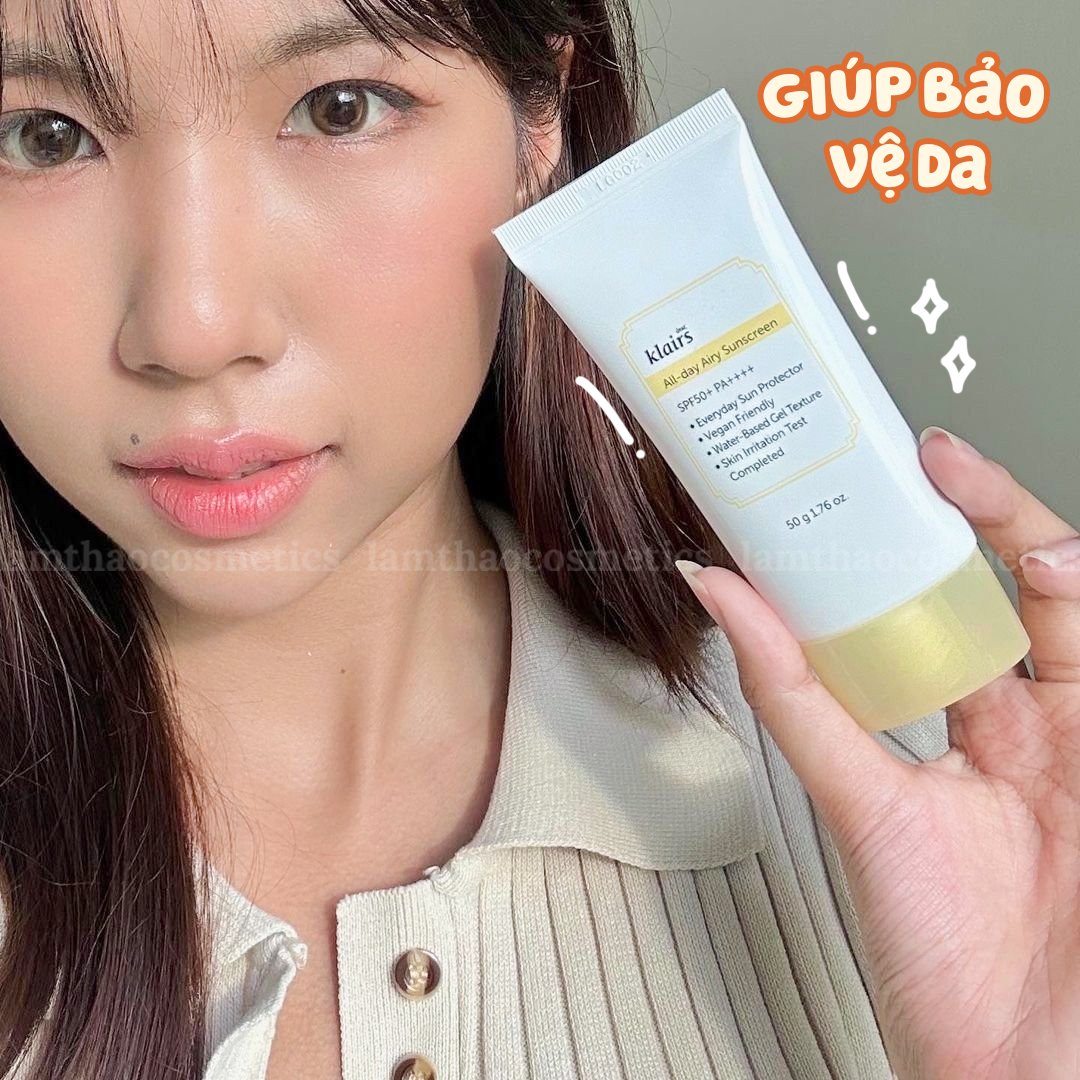 GIÚP BẢO
VỆ DA
dear,
klairs
All-day Airy Sunscreen
SPF50+ PA++++
• Everyday Sun Protector
• Vegan Friendly
• Water-Based Gel Texture
• Skin Irritation Test
Completed
50 g 1.76 oz.
lamthaocosmetics lamthaocosmetics lamthaocosmetics